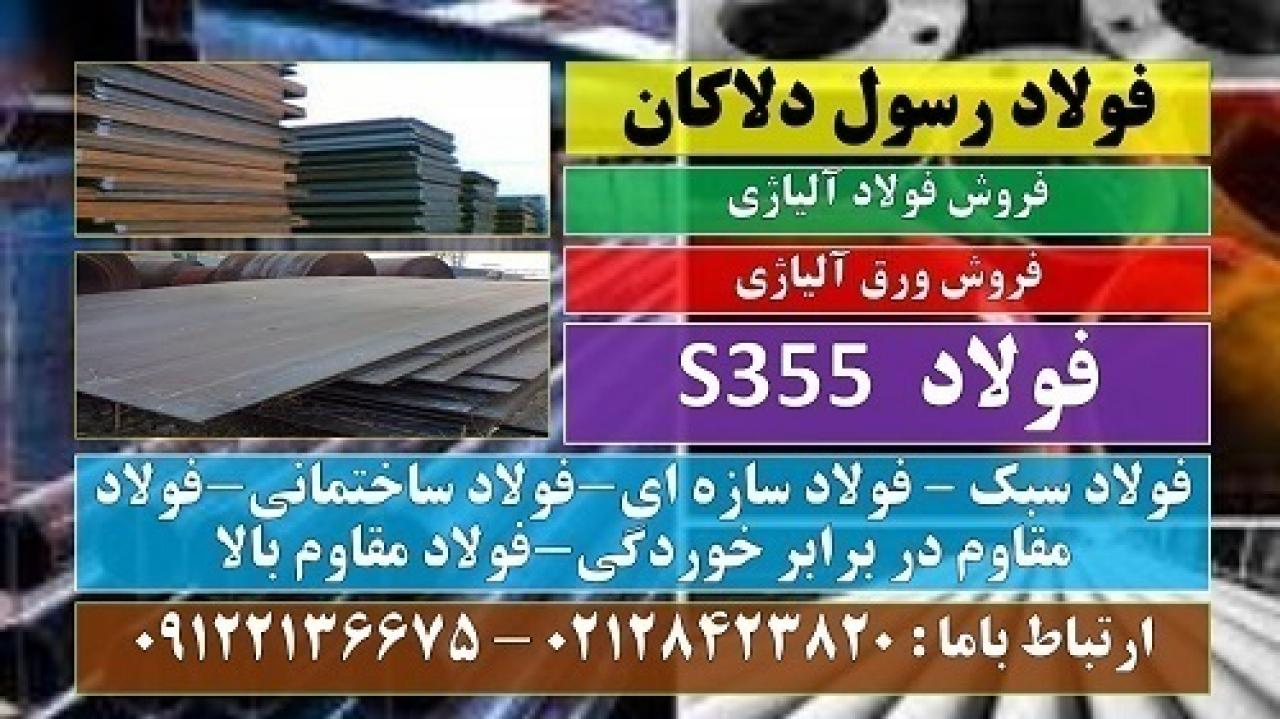 فولاد رسول دلاکان
فروش فولاد آلیاژی
فروش ورق آلیاژی
فولاد S355
فولاد سبک - فولاد سازه ای-فولاد ساختمانی-فولاد
مقاوم در برابر خوردگی-فولاد مقاوم بالا
ارتباط باما: ۰۲۱۲۸۴۲۳۸۲۰ - ۰۹۱۲۲۱۳۶۶۷۵